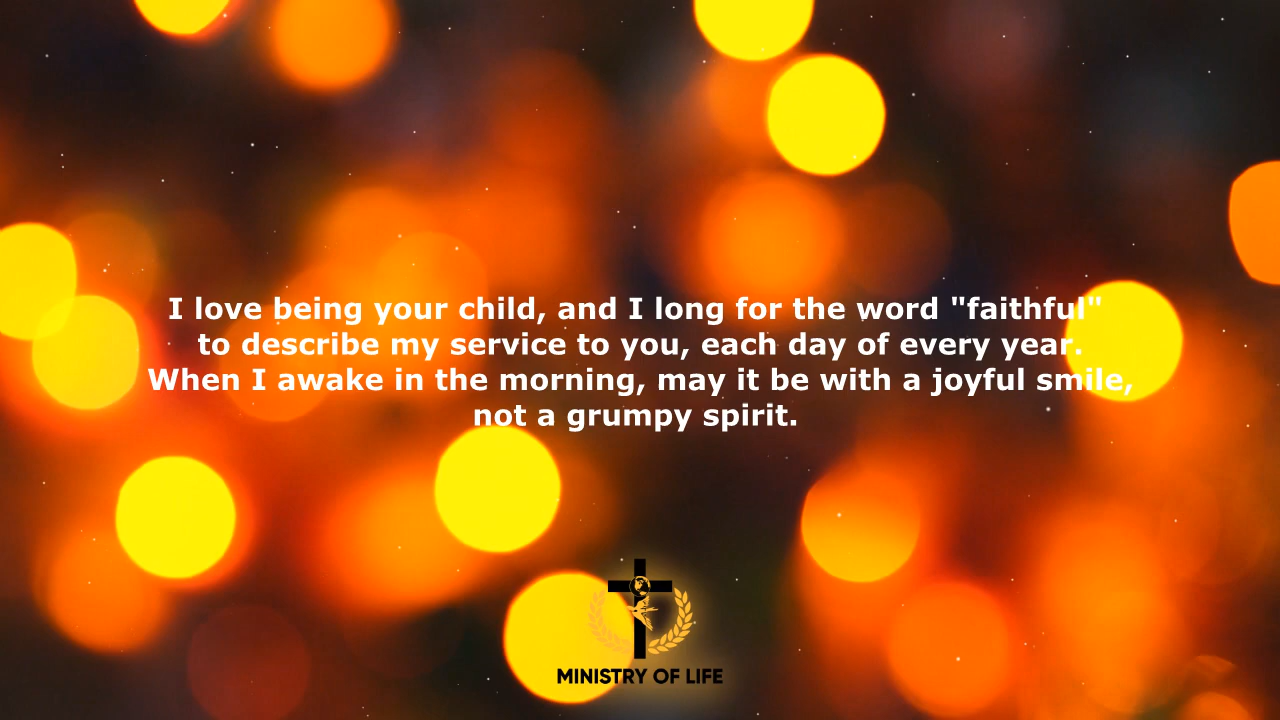 I love being your child, and I long for the word "faithful"
to describe my service to you, each day of every year.
When I awake in the morning, may it be with a joyful smile,
not a grumpy spirit.
MINISTRY OF LIFE